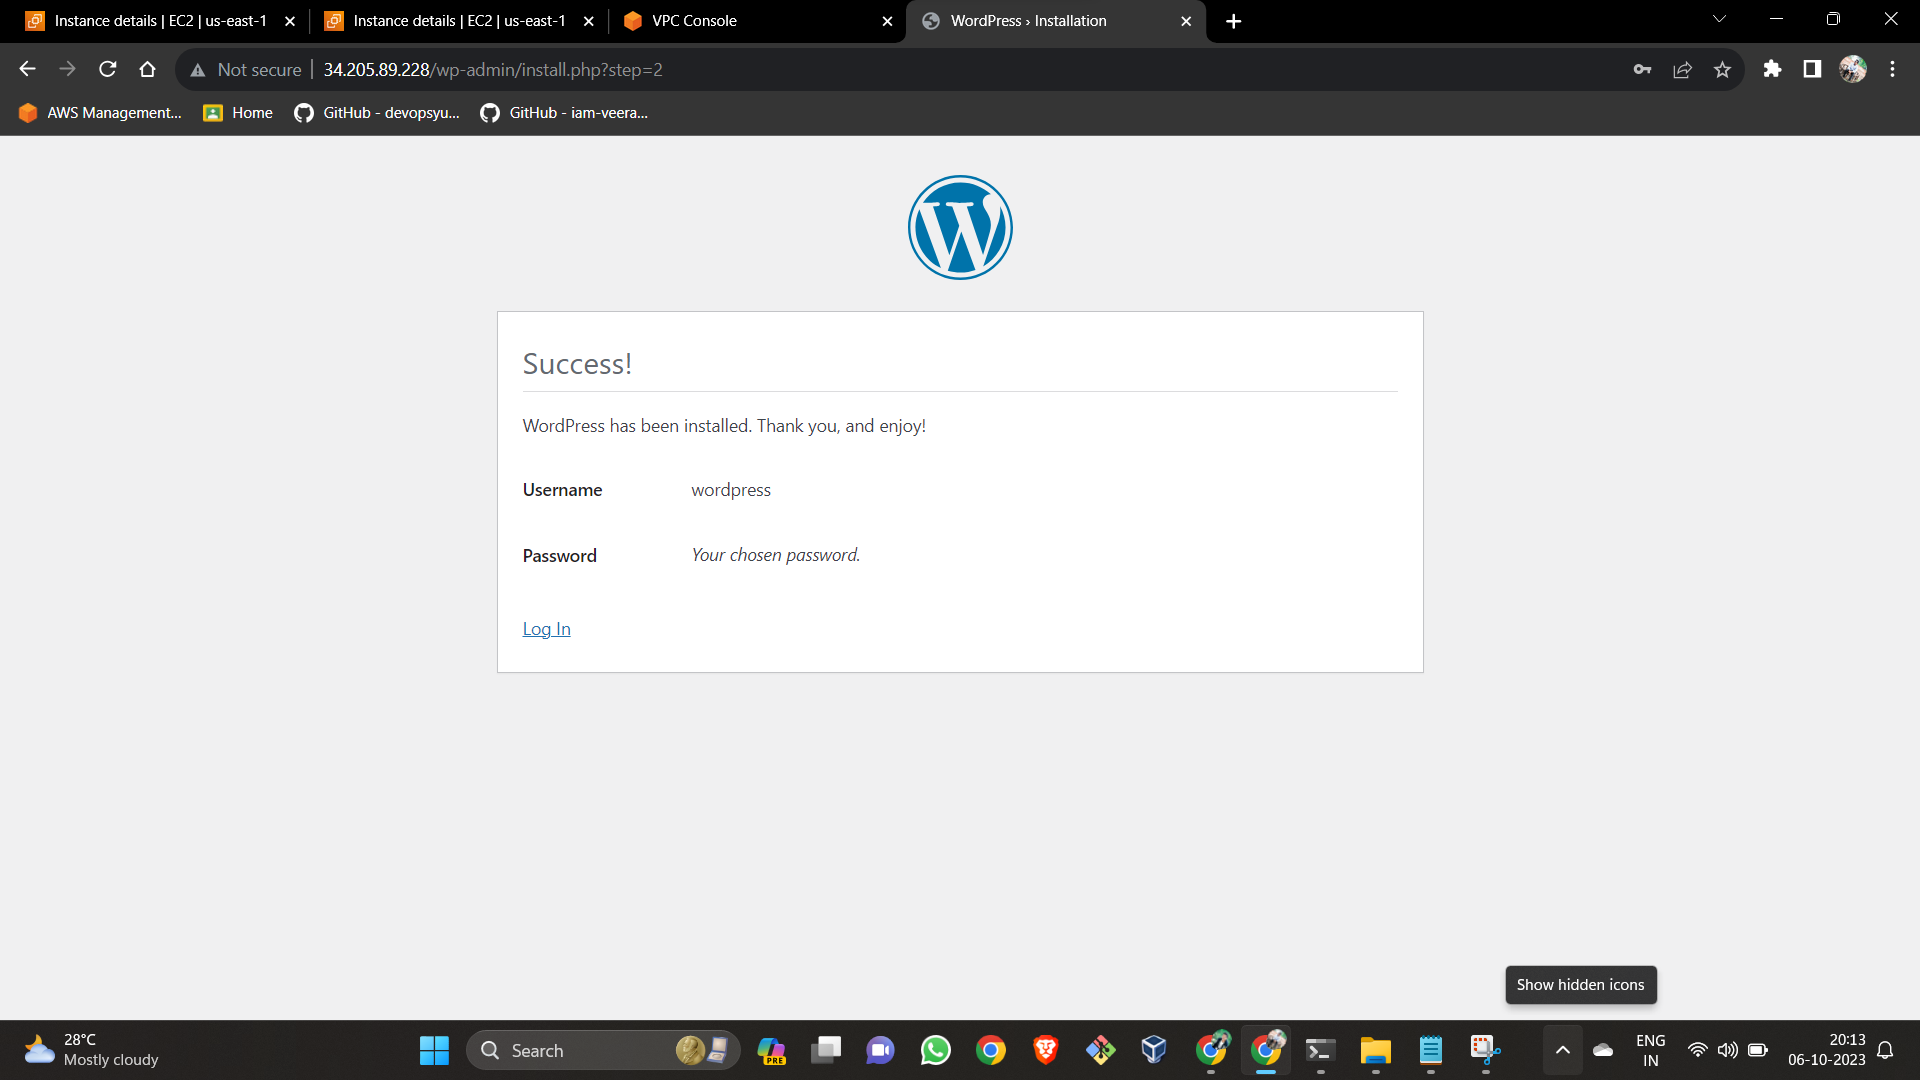 Instance details | EC2 | us-east-1
Instance details | EC2 | us-east-1
VPC Console
WordPress › Installation
Not secure
34.205.89.228/wp-admin/install.php?step=2
AWS Management...
Home
GitHub - devopsyu...
GitHub - iam-veera...
Success!
WordPress has been installed. Thank you, and enjoy!
Username wordpress
Password Your chosen password.
Log In
Show hidden icons
28°C
Mostly cloudy
Search
PRE
ENG
IN
20:13
06-10-2023